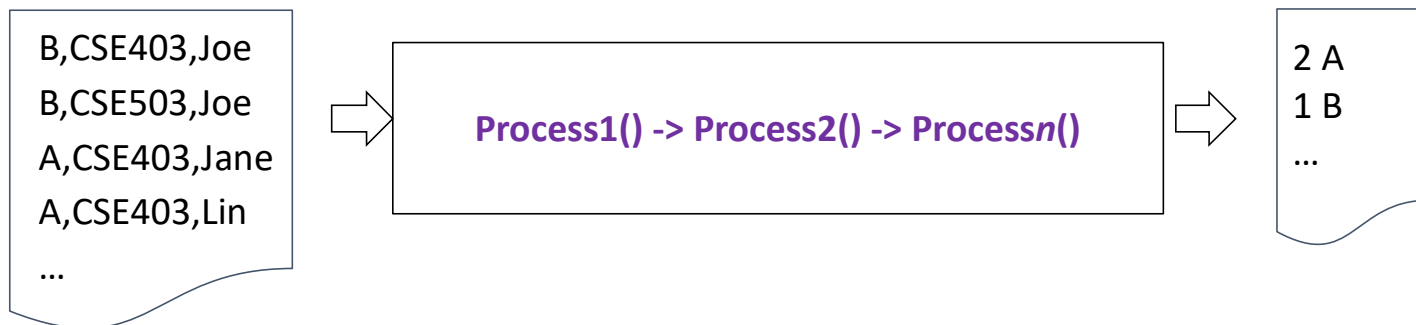 B,CSE403,Joe
B,CSE503,Joe
A,CSE403,Jane
A,CSE403,Lin
...
Process1() -> Process2() -> Processn()
2 A
1 B
...